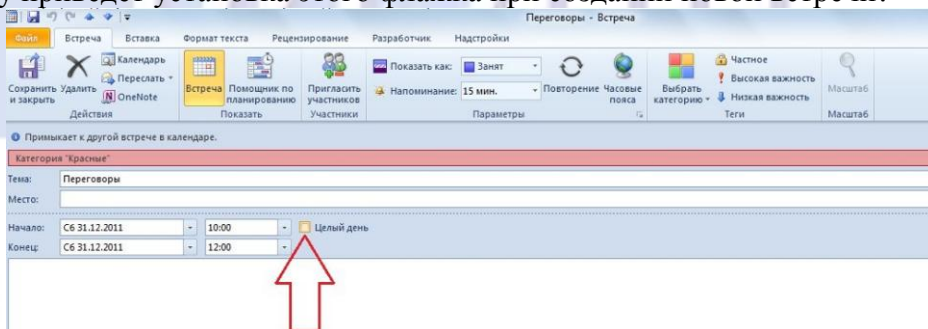 у приведет установка этого флажка при создании новой встречи?
Переговоры - Встреча
Файл Встреча Вставка Формат текста Рецензирование Разработчик Надстройки
Сохранить и закрыть
Удалить
Календарь
Переслать
OneNote
Действия
Встреча
Помощник по планированию
Показать
Пригласить участников
Участники
Показать как: Занят
Напоминание: 15 мин.
Повторение
Часовые пояса
Параметры
Выбрать категорию
Частное
Высокая важность
Низкая важность
Теги
Масштаб
Масштаб
Примыкает к другой встрече в календаре.
Категория "Красные"
Тема: Переговоры
Место:
Начало: Сб 31.12.2011 10:00 Целый день
Конец: Сб 31.12.2011 12:00